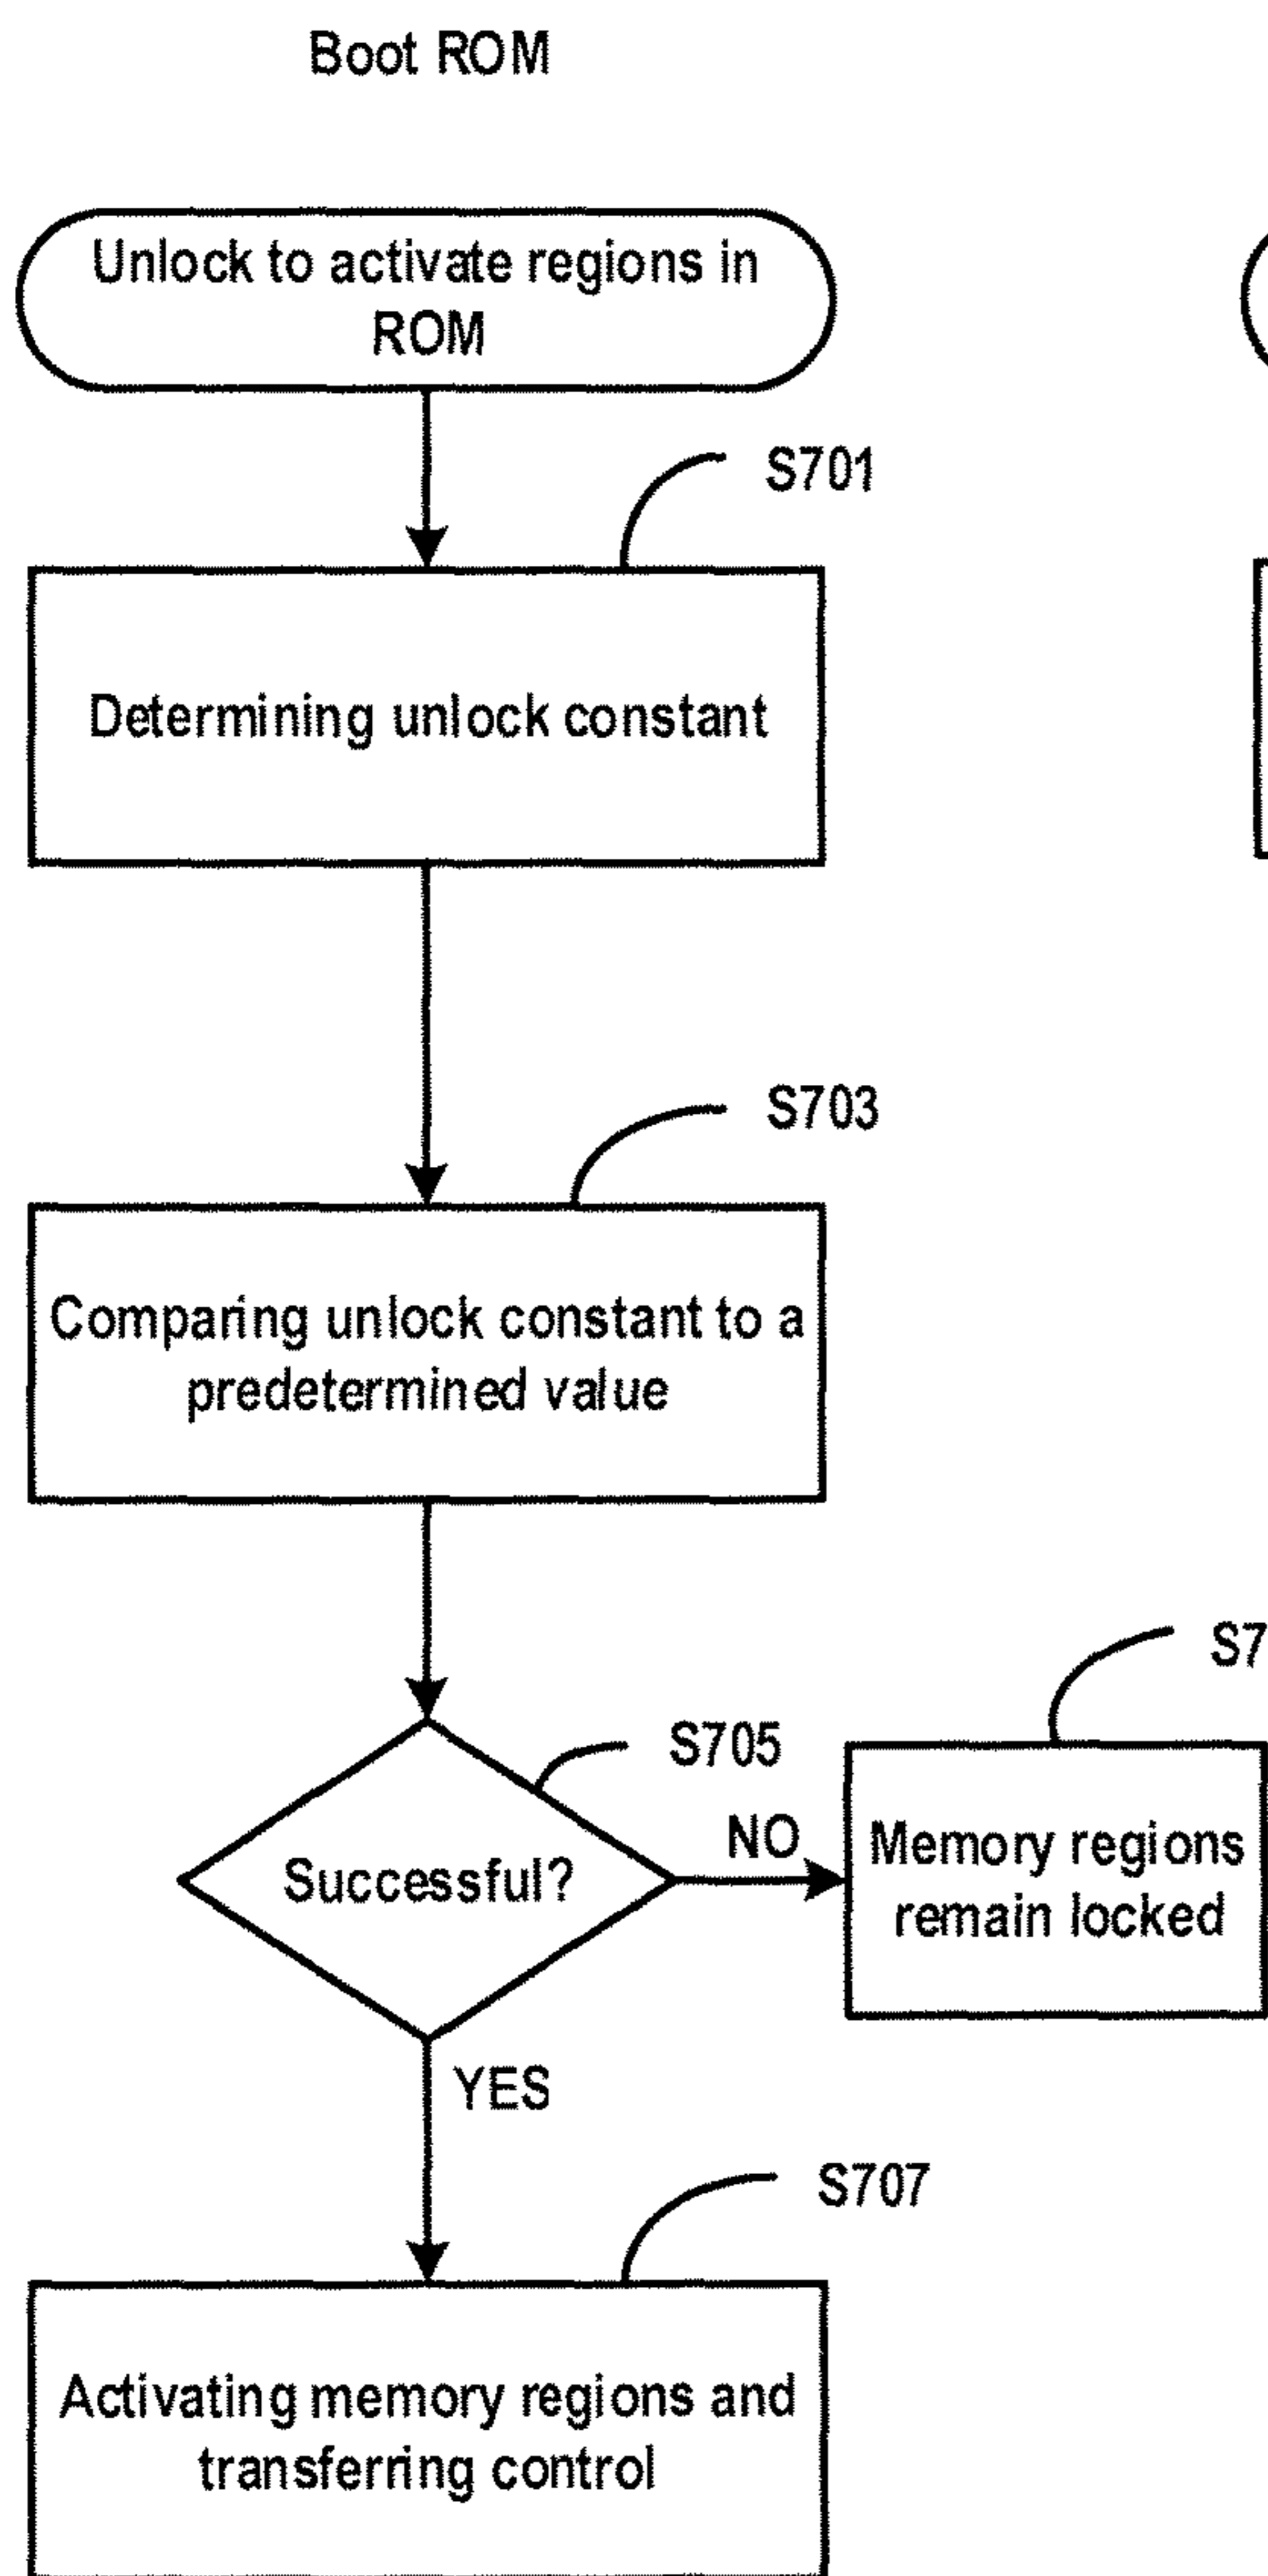 Boot ROM
Unlock to activate regions in
ROM
S701
Determining unlock constant
S703
Comparing unlock constant to a
predetermined value
S7
S705
Successful?
NO
Memory regions
remain locked
YES
S707
Activating memory regions and
transferring control